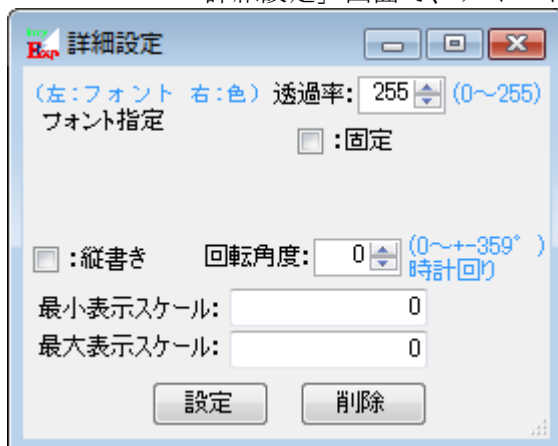 詳細設定
(左:フォント 右:色) 透過率: 255 (0～255)
フォント指定
:固定
:縦書き 回転角度: 0 (0～+-359° )
時計回り
最小表示スケール: 0
最大表示スケール: 0
設定 削除